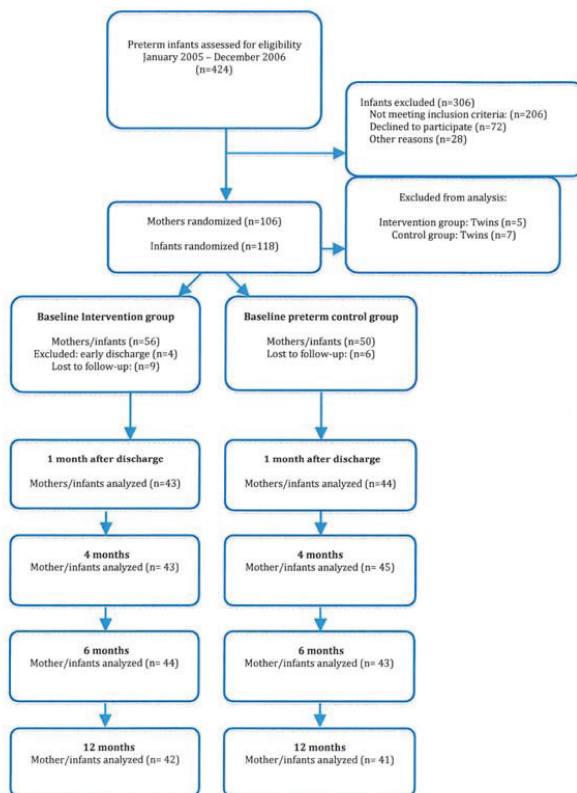 Preterm infants assessed for eligibility
January 2005 – December 2006
(n=424)
Infants excluded (n=306)
Not meeting inclusion criteria: (n=206)
Declined to participate (n=72)
Other reasons (n=28)
Excluded from analysis:
Intervention group: Twins (n=5)
Control group: Twins (n=7)
Mothers randomized (n=106)
Infants randomized (n=118)
Baseline Intervention group
Mothers/infants (n=56)
Excluded: early discharge (n=4)
Lost to follow-up: (n=9)
Baseline preterm control group
Mothers/infants (n=50)
Lost to follow-up: (n=6)
1 month after discharge
Mothers/infants analyzed (n=43)
1 month after discharge
Mothers/infants analyzed (n=44)
4 months
Mother/infants analyzed (n= 43)
4 months
Mother/infants analyzed (n= 45)
6 months
Mother/infants analyzed (n= 44)
6 months
Mother/infants analyzed (n= 43)
12 months
Mother/infants analyzed (n= 42)
12 months
Mother/infants analyzed (n= 41)